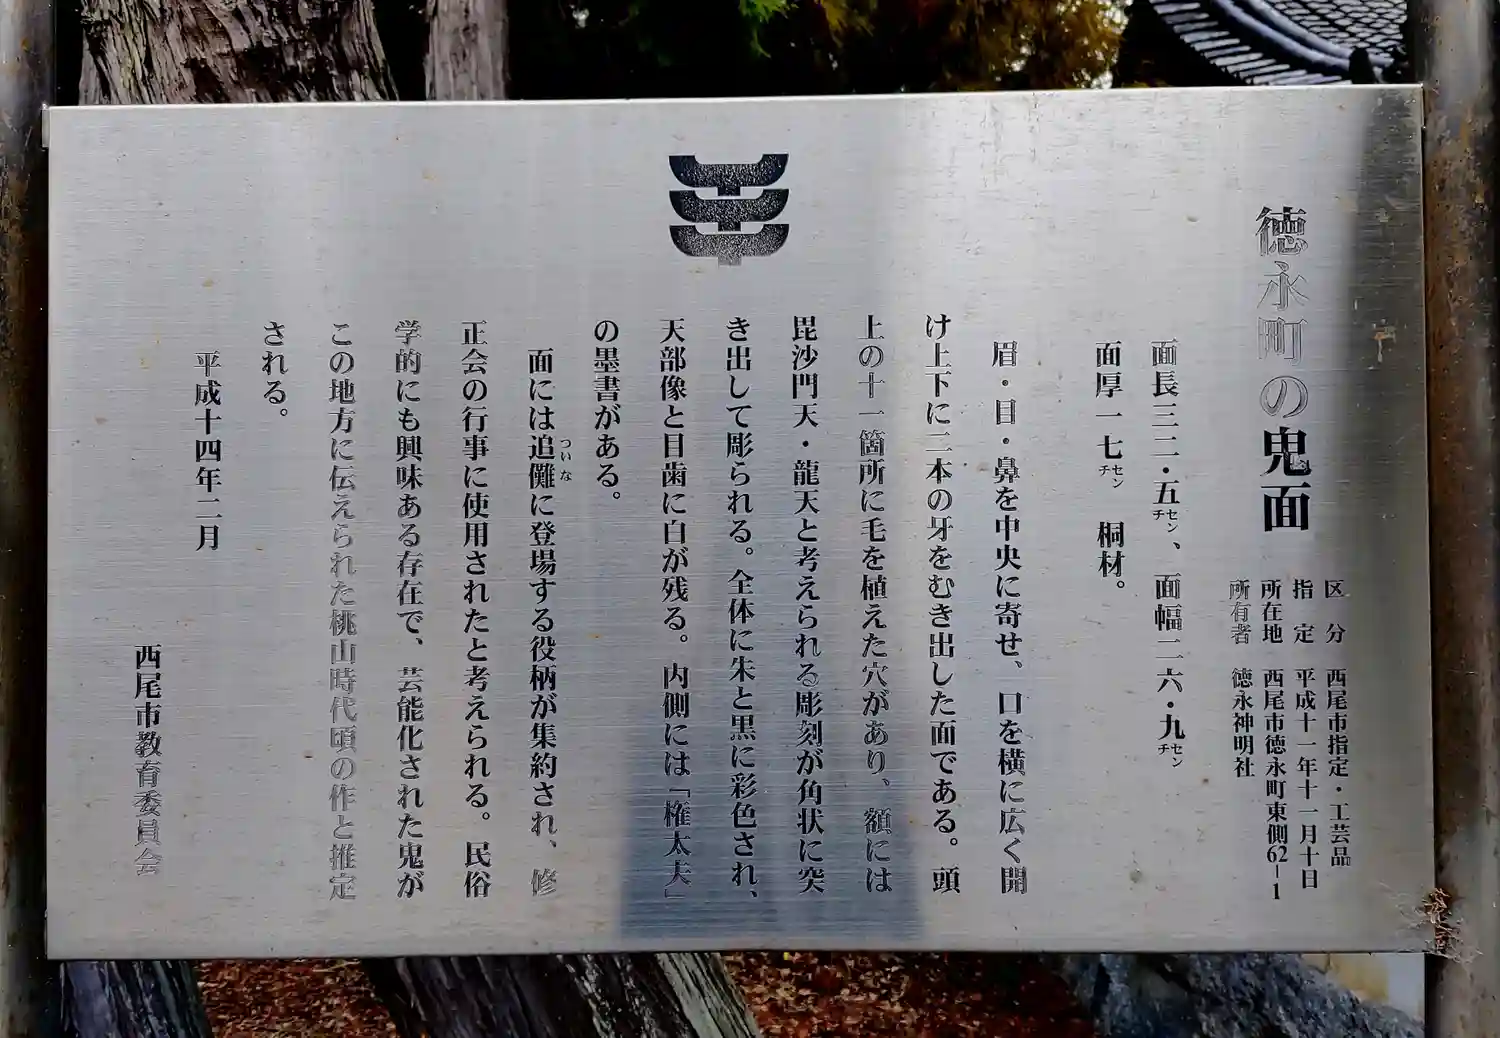 徳永町の鬼面
区分 西尾市指定・工芸品
指定 平成十一年十一月十日
所在地 西尾市徳永町東側62-1
所有者 徳永神明社
面長三二・五センチ、面幅二六・九センチ
面厚一七センチ 桐材。
眉・目・鼻を中央に寄せ、口を横に広く開
け上下に二本の牙をむき出した面である。頭
上の十一箇所に毛を植えた穴があり、額には
毘沙門天・龍天と考えられる彫刻が角状に突
き出して彫られる。全体に朱と黒に彩色され、
天部像と目歯に白が残る。内側には「権太夫」
の墨書がある。
面には追儺ついなに登場する役柄が集約され、修
正会の行事に使用されたと考えられる。民俗
学的にも興味ある存在で、芸能化された鬼が
この地方に伝えられた桃山時代頃の作と推定
される。
平成十四年二月
西尾市教育委員会